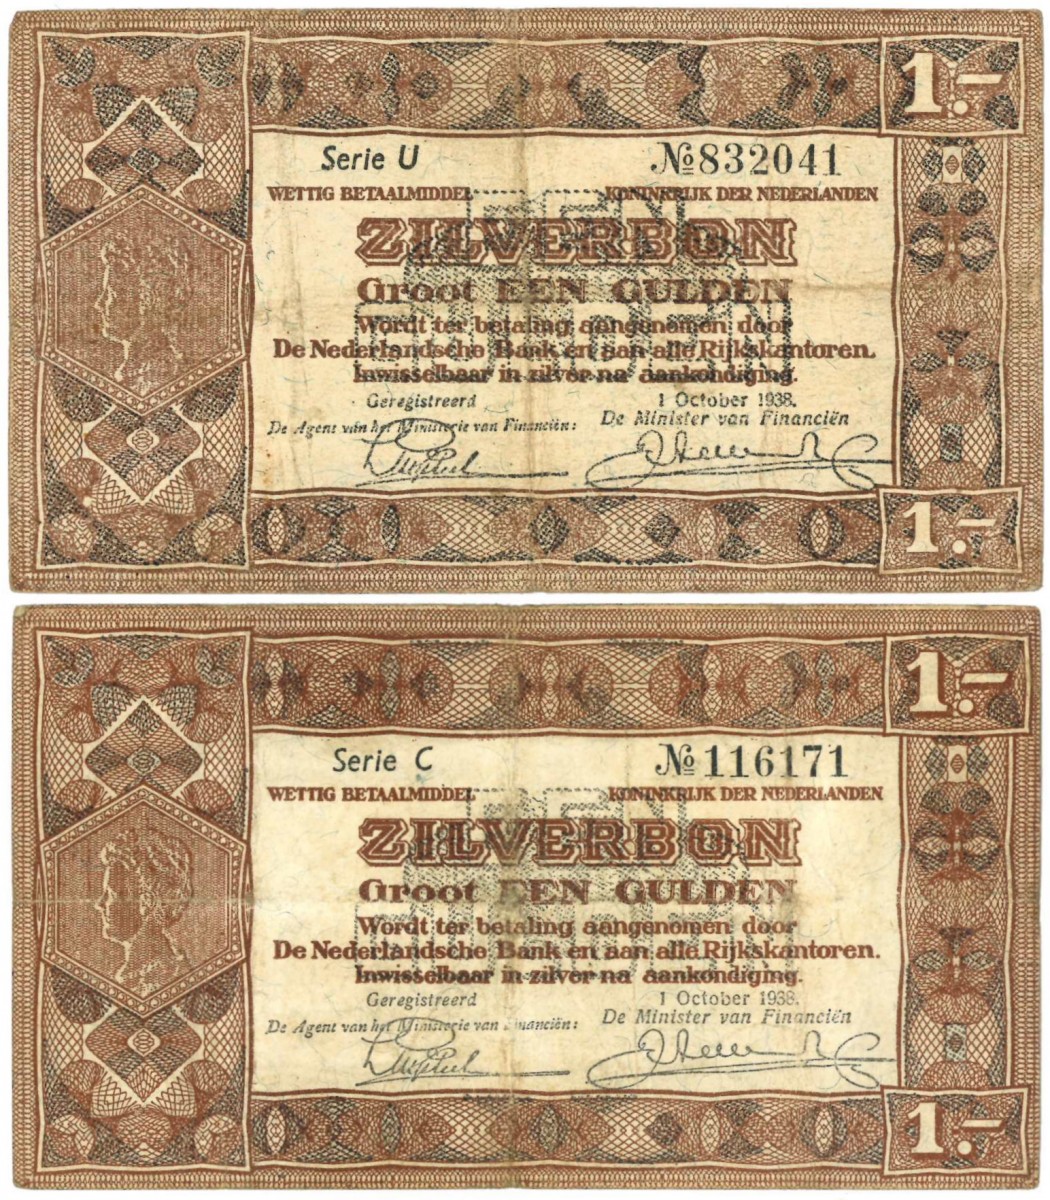 1.-
Serie U №832041
WETTIG BETAALMIDDEL KONINKRIJK DER NEDERLANDEN
ZILVERBON
Groot EEN GULDEN
Wordt ter betaling aangenomen door
De Nederlandsche Bank en aan alle Rijkskantoren.
Inwisselbaar in zilver na aankondiging.
Geregistreerd 1 October 1938.
De Agent van het Ministerie van Financiën: De Minister van Financiën
1.-
1.-
Serie C №116171
WETTIG BETAALMIDDEL KONINKRIJK DER NEDERLANDEN
ZILVERBON
Groot EEN GULDEN
Wordt ter betaling aangenomen door
De Nederlandsche Bank en aan alle Rijkskantoren.
Inwisselbaar in zilver na aankondiging.
Geregistreerd 1 October 1938.
De Agent van het Ministerie van Financiën: De Minister van Financiën
1.-